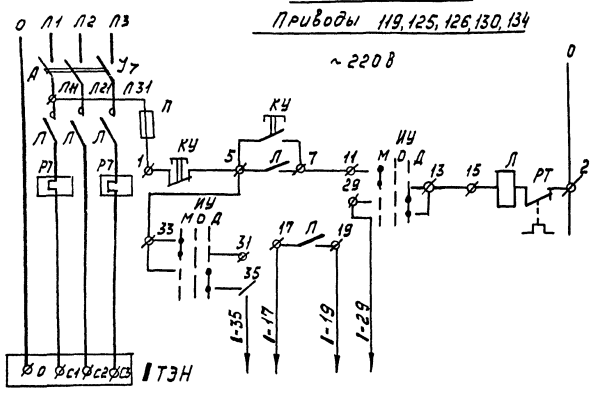 Приводы 119, 125, 126, 130, 134
~ 220 В
0 Л1 Л2 Л3
0
А У7
Л11 Л21 Л31
П
КУ
КУ
Л Л Л
1 5 Л 7 11 ИУ
М О Д
13 15 Л РТ 2
РТ РТ
29
ИУ
М О Д
33 31
35
17 Л 19
1-35 1-17 1-19 1-29
0 С1 С2 С3 1 ТЭН